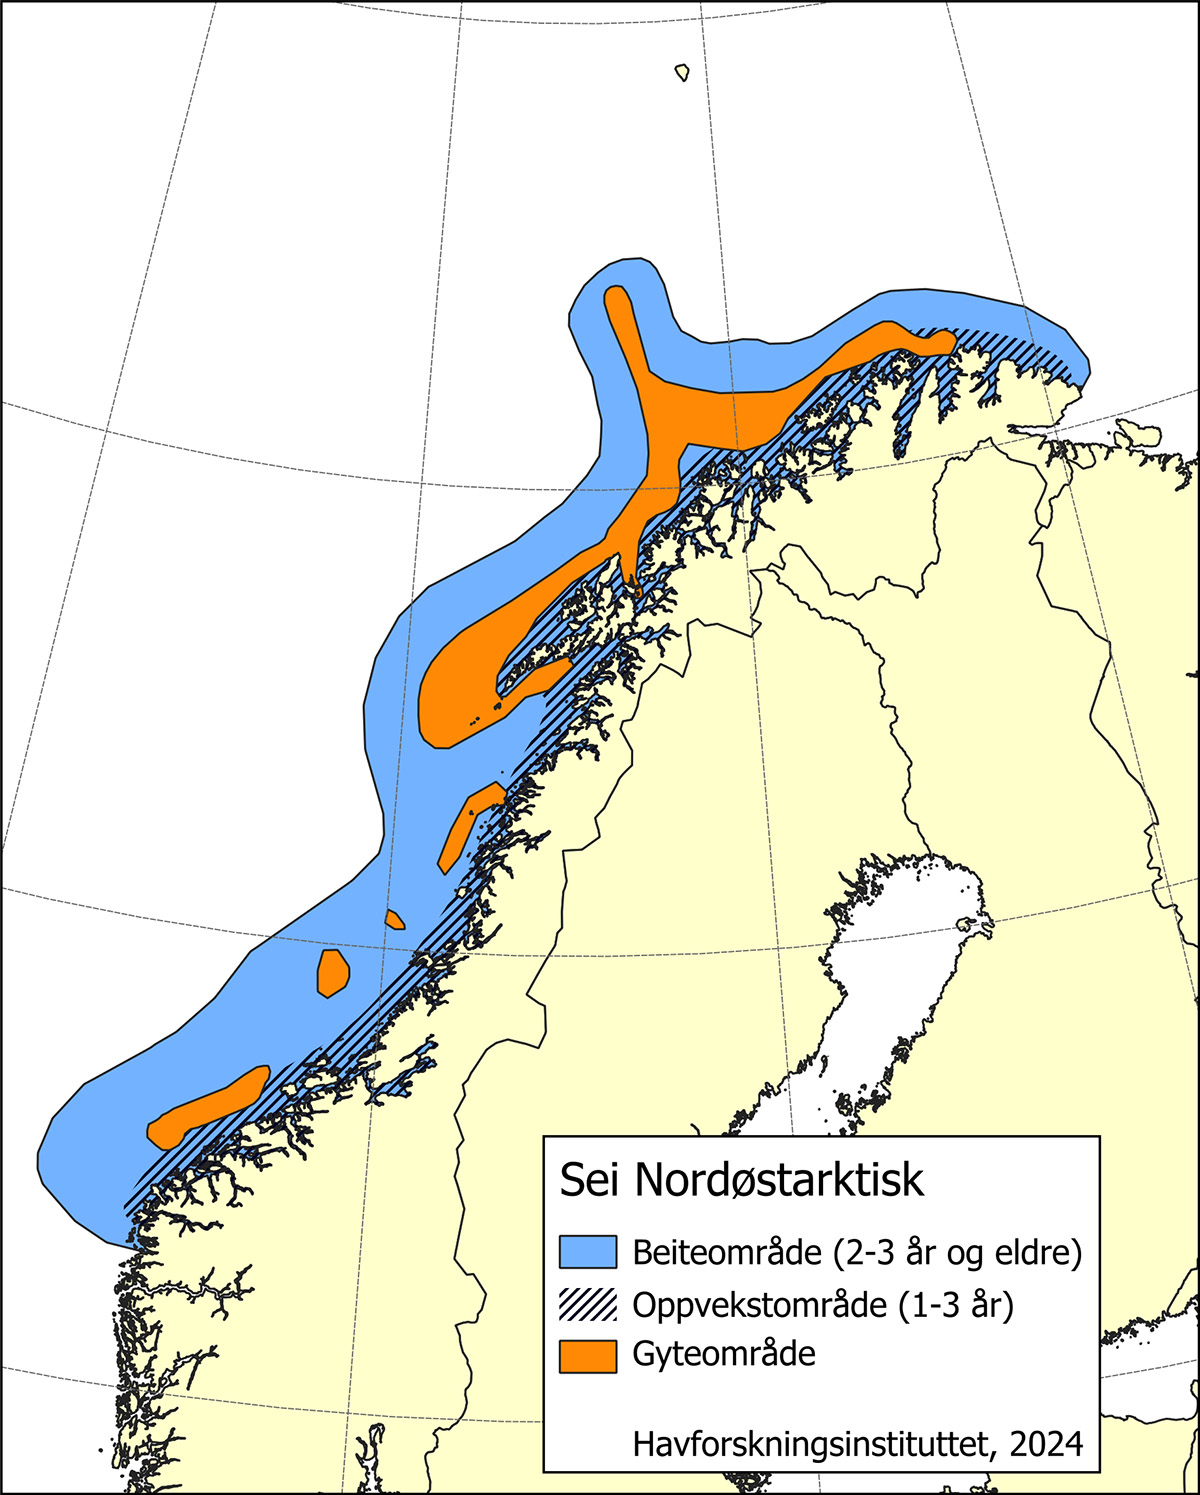 Sei Nordøstarktisk
Beiteområde (2-3 år og eldre)
Oppvekstområde (1-3 år)
Gyteområde
Havforskningsinstituttet, 2024